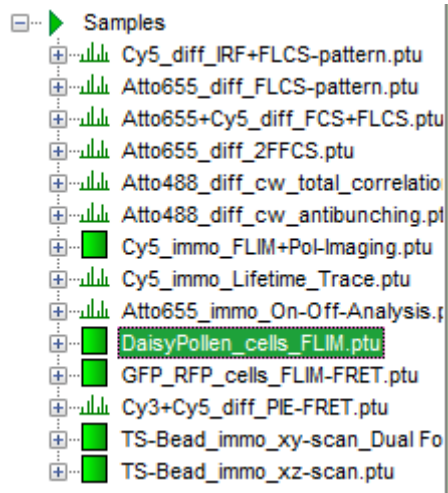 Samples
Cy5_diff_IRF+FLCS-pattern.ptu
Atto655_diff_FLCS-pattern.ptu
Atto655+Cy5_diff_FCS+FLCS.ptu
Atto655_diff_2FFCS.ptu
Atto488_diff_cw_total_correlatio
Atto488_diff_cw_antibunching.pt
Cy5_immo_FLIM+Pol-Imaging.ptu
Cy5_immo_Lifetime_Trace.ptu
Atto655_immo_On-Off-Analysis.p
DaisyPollen_cells_FLIM.ptu
GFP_RFP_cells_FLIM-FRET.ptu
Cy3+Cy5_diff_PIE-FRET.ptu
TS-Bead_immo_xy-scan_Dual Fo
TS-Bead_immo_xz-scan.ptu